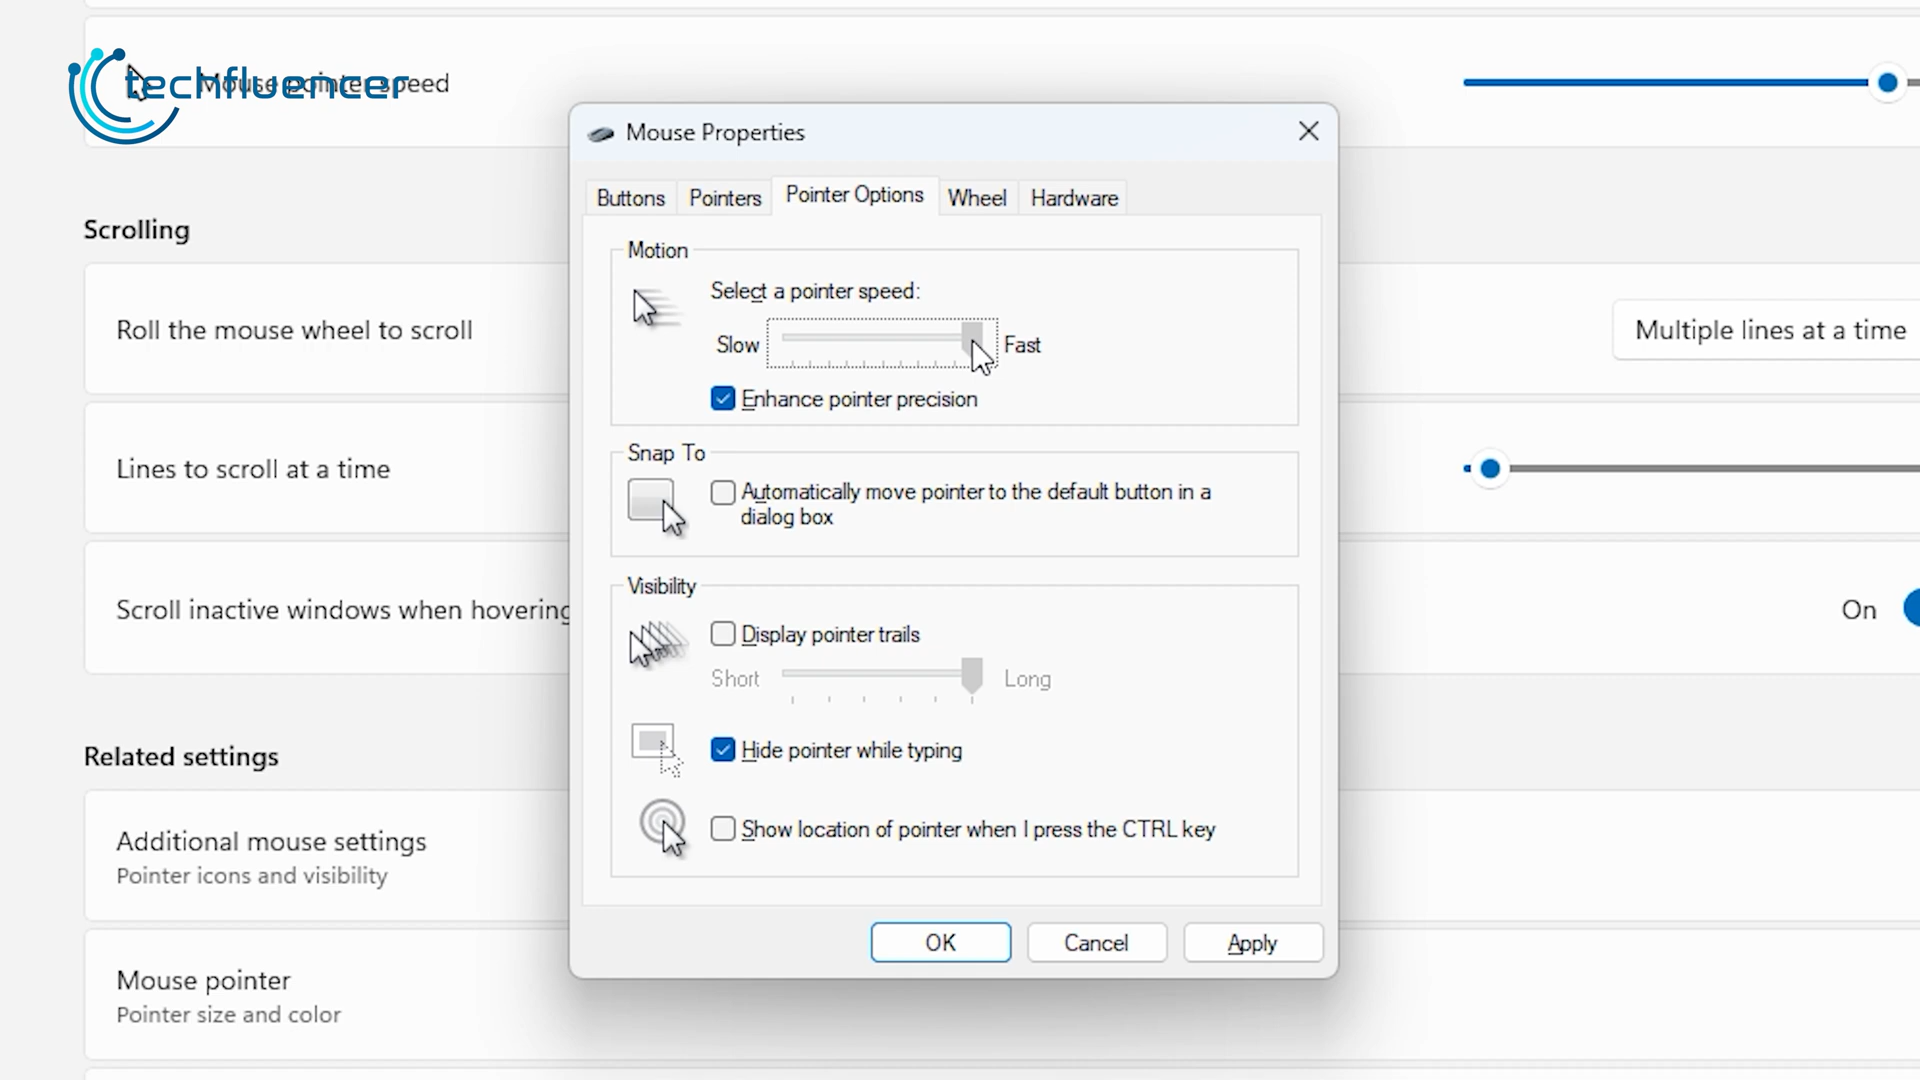 techfluencer
Mouse pointer speed
Mouse Properties
Buttons Pointers Pointer Options Wheel Hardware
Scrolling
Motion
Select a pointer speed:
Roll the mouse wheel to scroll
Multiple lines at a time
Slow Fast
Enhance pointer precision
Snap To
Lines to scroll at a time
Automatically move pointer to the default button in a
dialog box
Visibility
Scroll inactive windows when hovering
On
Display pointer trails
Short Long
Related settings
Hide pointer while typing
Additional mouse settings
Pointer icons and visibility
Show location of pointer when I press the CTRL key
OK Cancel Apply
Mouse pointer
Pointer size and color